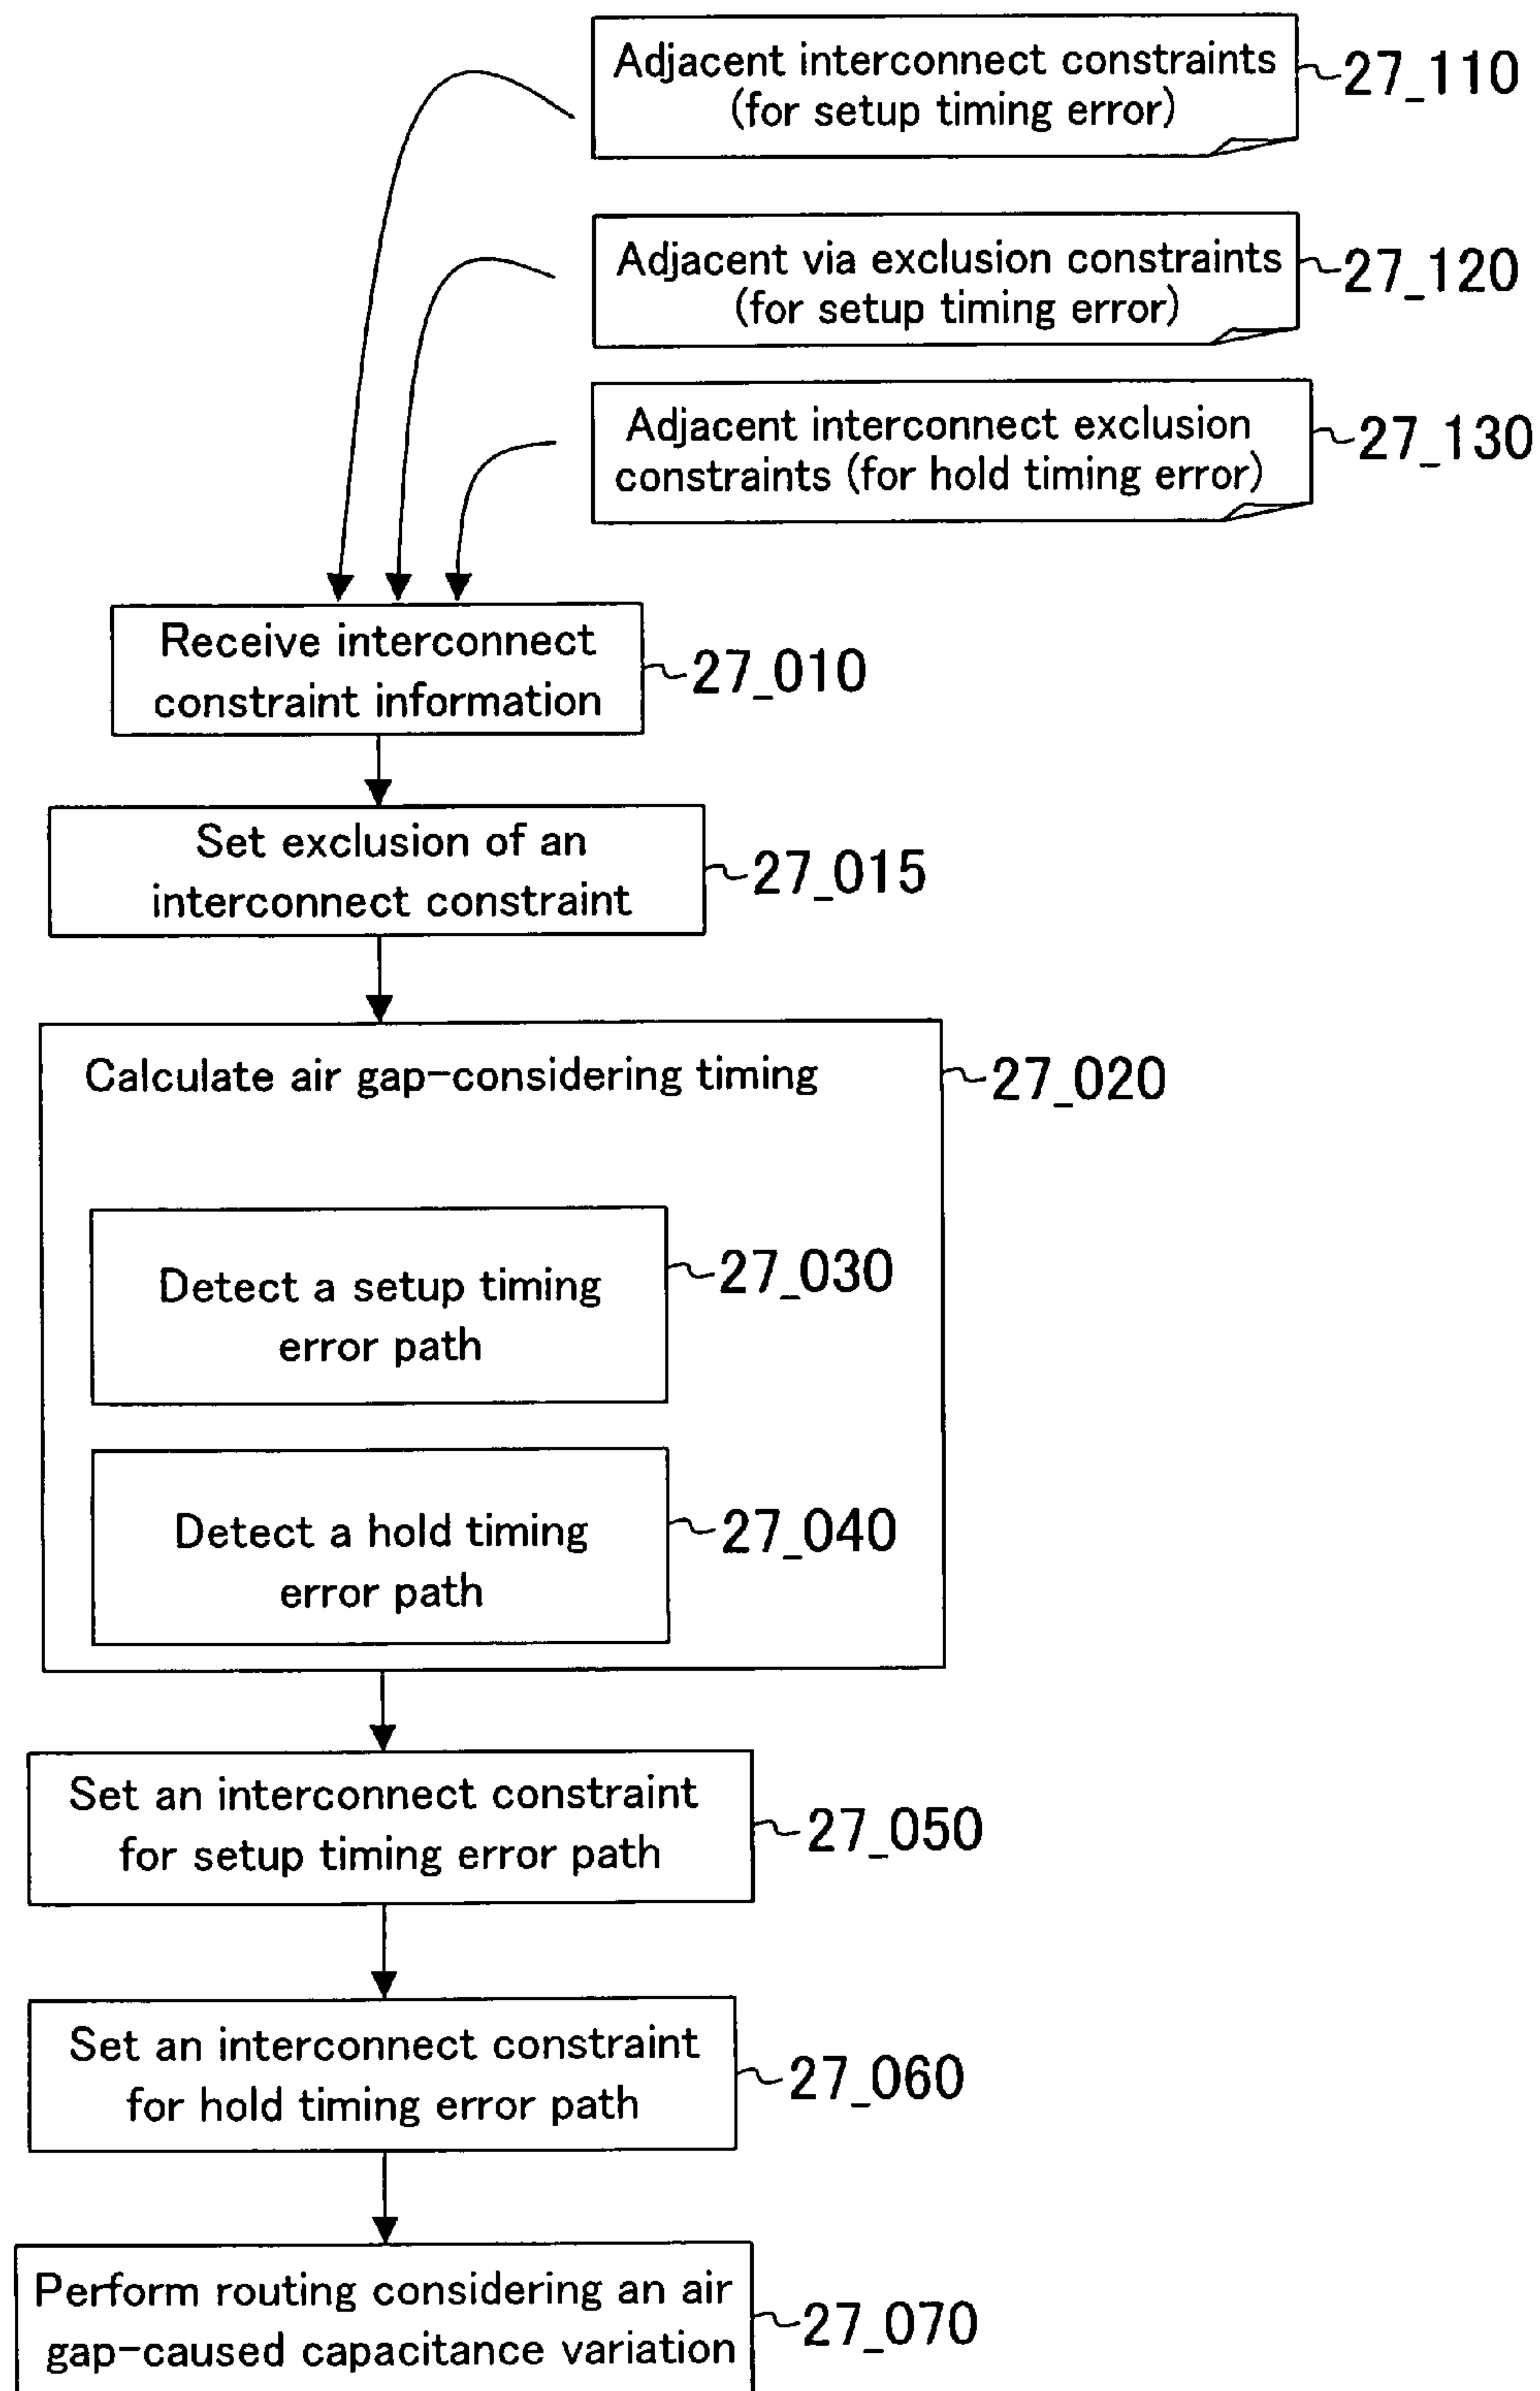 Adjacent interconnect constraints
(for setup timing error)
27_110
Adjacent via exclusion constraints
(for setup timing error)
27_120
Adjacent interconnect exclusion
constraints (for hold timing error)
27_130
Receive interconnect
constraint information
27_010
Set exclusion of an
interconnect constraint
27_015
Calculate air gap-considering timing
27_020
Detect a setup timing
error path
27_030
Detect a hold timing
error path
27_040
Set an interconnect constraint
for setup timing error path
27_050
Set an interconnect constraint
for hold timing error path
27_060
Perform routing considering an air
gap-caused capacitance variation
27_070